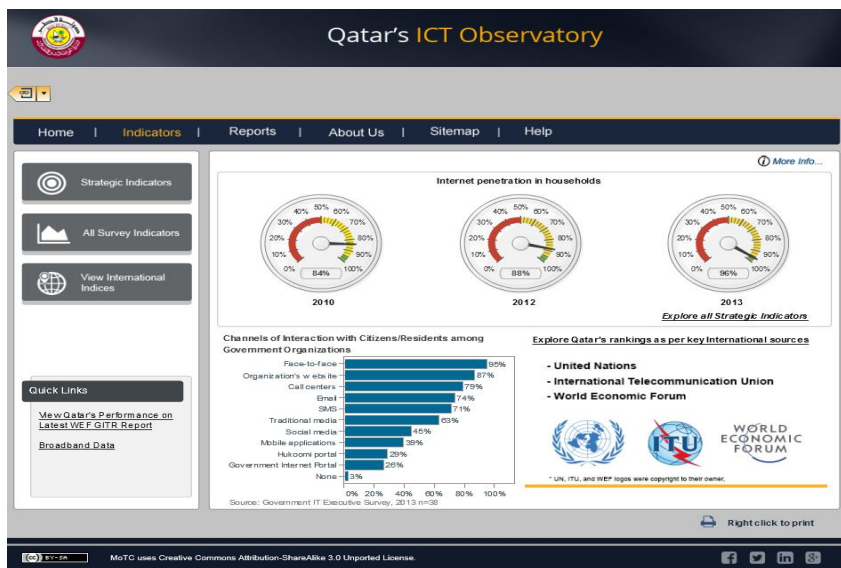 Qatar's ICT Observatory
Home | Indicators | Reports | About Us | Sitemap | Help
More Info...
Strategic Indicators
All Survey Indicators
View International
Indices
Internet penetration in households
0% 10% 20% 30% 40% 50% 60% 70% 80% 90% 100%
84%
2010
0% 10% 20% 30% 40% 50% 60% 70% 80% 90% 100%
88%
2012
0% 10% 20% 30% 40% 50% 60% 70% 80% 90% 100%
96%
2013
Explore all Strategic Indicators
Quick Links
View Qatar's Performance on
Latest WEF GITR Report
Broadband Data
Channels of Interaction with Citizens/Residents among
Government Organizations
Face-to-face 95%
Organization's website 87%
Call centers 79%
Email 74%
SMS 71%
Traditional media 63%
Social media 45%
Mobile applications 39%
Hukoomi portal 29%
Government Internet Portal 26%
None 3%
0% 20% 40% 60% 80% 100%
Source: Government IT Executive Survey, 2013 n=38
Explore Qatar's rankings as per key International sources
- United Nations
- International Telecommunication Union
- World Economic Forum
ITU
WORLD
ECONOMIC
FORUM
* UN, ITU, and WEF logos were copyright to their owner.
Right click to print
(cc) BY-SA
MoTC uses Creative Commons Attribution-ShareAlike 3.0 Unported License.